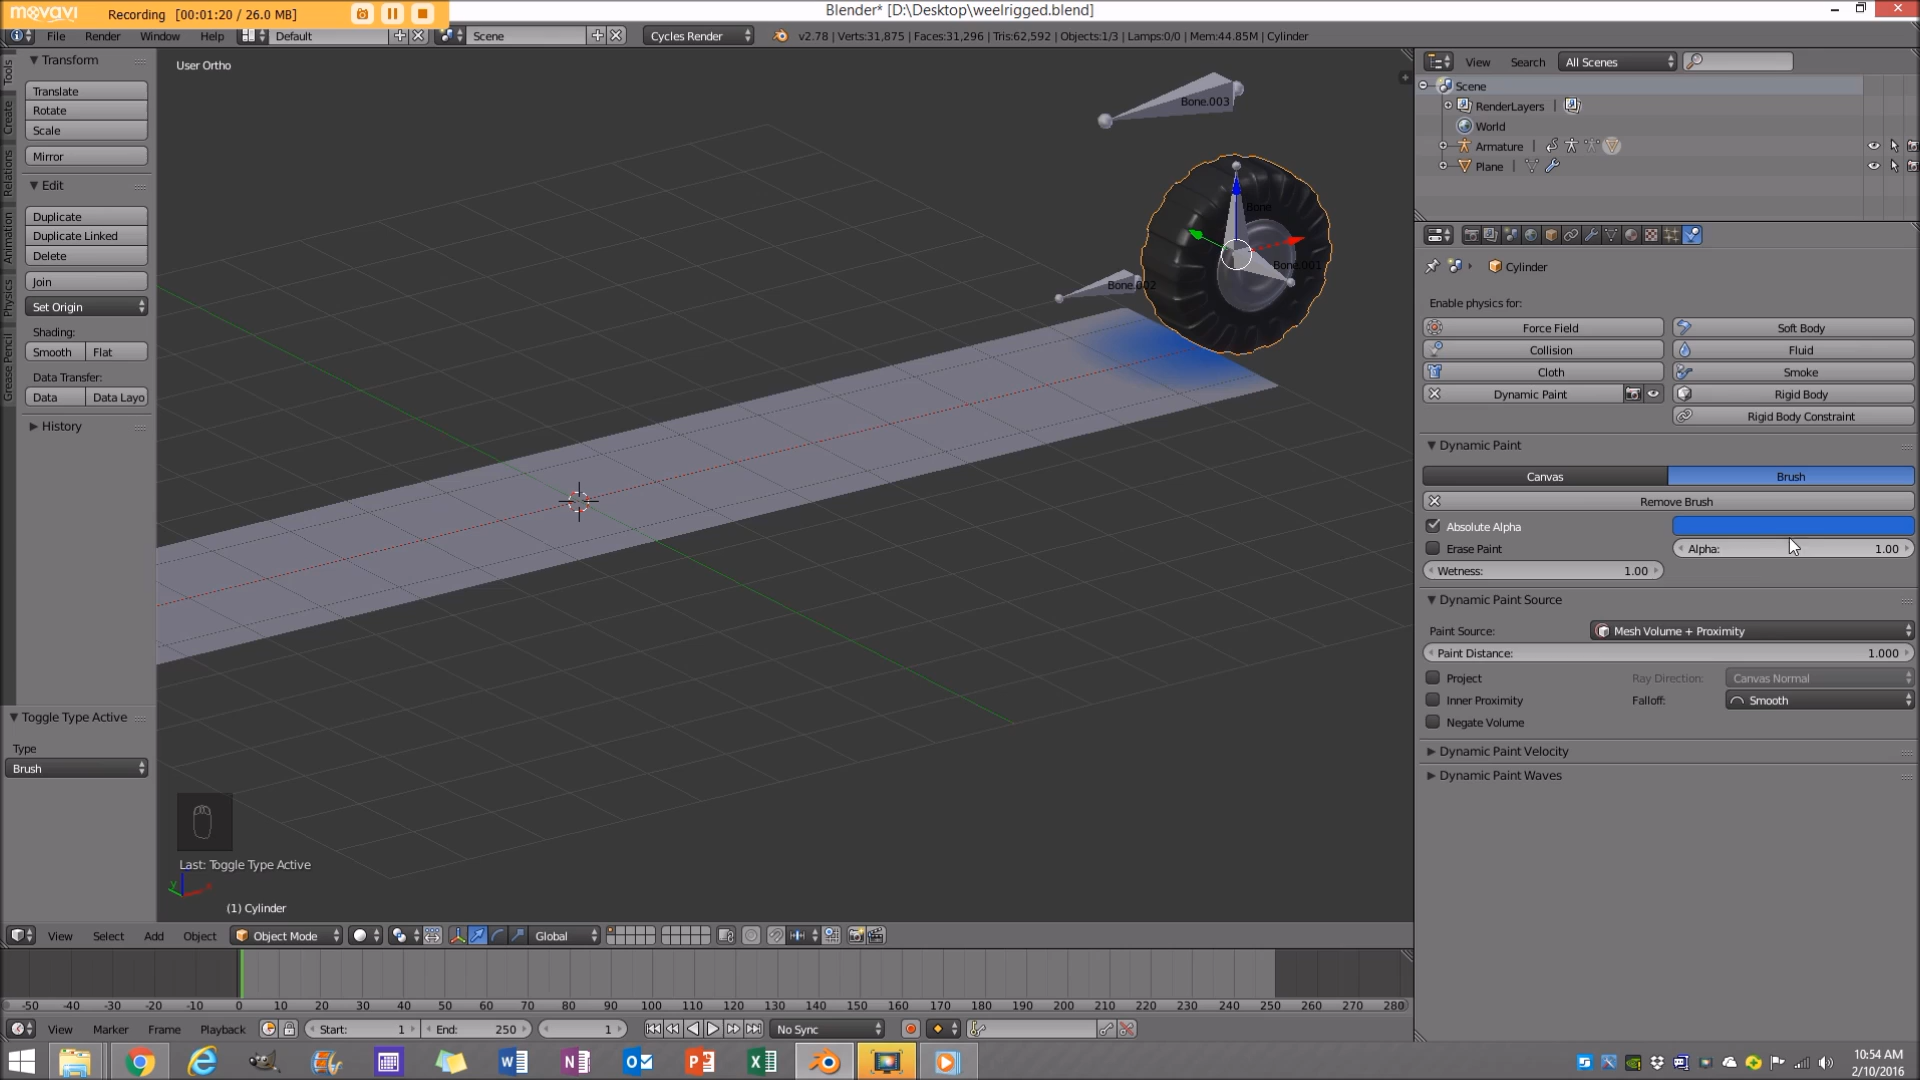 movavi Recording [00:01:20 / 26.0 MB]
Blender* [D:\Desktop\weelrigged.blend]
File Render Window Help Default Scene Cycles Render v2.78 | Verts:31,875 | Faces:31,296 | Tris:62,592 | Objects:1/3 | Lamps:0/0 | Mem:44.85M | Cylinder
Tools
Create
Relations
Animation
Physics
Grease Pencil
Transform
Translate
Rotate
Scale
Mirror
Edit
Duplicate
Duplicate Linked
Delete
Join
Set Origin
Shading:
Smooth Flat
Data Transfer:
Data Data Layo
History
Toggle Type Active
Type
Brush
User Ortho
Bone.003
Bone
Bone.001
Bone.002
Last: Toggle Type Active
(1) Cylinder
View Search All Scenes
Scene
RenderLayers |
World
Armature |
Plane |
Cylinder
Enable physics for:
Force Field Soft Body
Collision Fluid
Cloth Smoke
Dynamic Paint Rigid Body
Rigid Body Constraint
Dynamic Paint
Canvas Brush
Remove Brush
Absolute Alpha
Erase Paint Alpha: 1.00
Wetness: 1.00
Dynamic Paint Source
Paint Source: Mesh Volume + Proximity
Paint Distance: 1.000
Project Ray Direction: Canvas Normal
Inner Proximity Falloff: Smooth
Negate Volume
Dynamic Paint Velocity
Dynamic Paint Waves
View Select Add Object Object Mode Global
-50 -40 -30 -20 -10 0 10 20 30 40 50 60 70 80 90 100 110 120 130 140 150 160 170 180 190 200 210 220 230 240 250 260 270 280
View Marker Frame Playback Start: 1 End: 250 1 No Sync
10:54 AM
2/10/2016